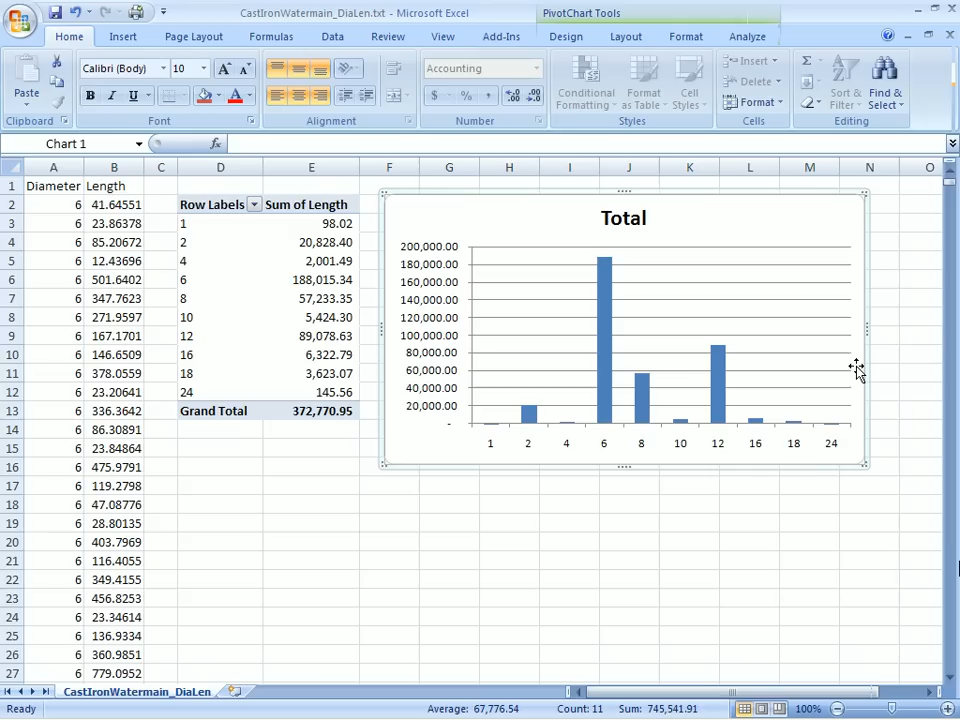 CastIronWatermain_DiaLen.txt - Microsoft Excel
PivotChart Tools
Home Insert Page Layout Formulas Data Review View Add-Ins Design Layout Format Analyze
Paste
Calibri (Body) 10
Accounting
Conditional Formatting
Format as Table
Cell Styles
Insert
Delete
Format
Sort & Filter
Find & Select
Clipboard Font Alignment Number Styles Cells Editing
Chart 1
A B C D E F G H I J K L M N O
1 Diameter Length
2 6 41.64551 Row Labels Sum of Length
3 6 23.86378 1 98.02
4 6 85.20672 2 20,828.40
5 6 12.43696 4 2,001.49
6 6 501.6402 6 188,015.34
7 6 347.7623 8 57,233.35
8 6 271.9597 10 5,424.30
9 6 167.1701 12 89,078.63
10 6 146.6509 16 6,322.79
11 6 378.0559 18 3,623.07
12 6 23.20641 24 145.56
13 6 336.3642 Grand Total 372,770.95
14 6 86.30891
15 6 23.84864
16 6 475.9791
17 6 119.2798
18 6 47.08776
19 6 28.80135
20 6 403.7969
21 6 116.4055
22 6 349.4155
23 6 456.8253
24 6 23.34614
25 6 136.9334
26 6 360.9851
27 6 779.0952
Total
200,000.00
180,000.00
160,000.00
140,000.00
120,000.00
100,000.00
80,000.00
60,000.00
40,000.00
20,000.00
-
1 2 4 6 8 10 12 16 18 24
CastIronWatermain_DiaLen
Ready Average: 67,776.54 Count: 11 Sum: 745,541.91 100%